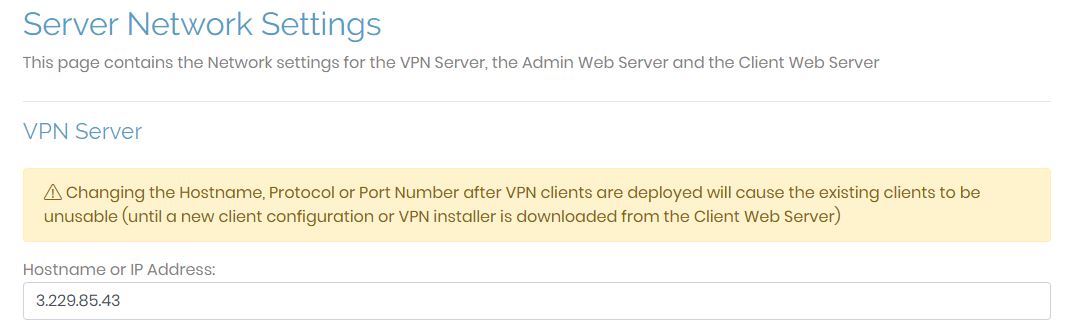 Server Network Settings
This page contains the Network settings for the VPN Server, the Admin Web Server and the Client Web Server
VPN Server
⚠ Changing the Hostname, Protocol or Port Number after VPN clients are deployed will cause the existing clients to be
unusable (until a new client configuration or VPN installer is downloaded from the Client Web Server)
Hostname or IP Address:
3.229.85.43